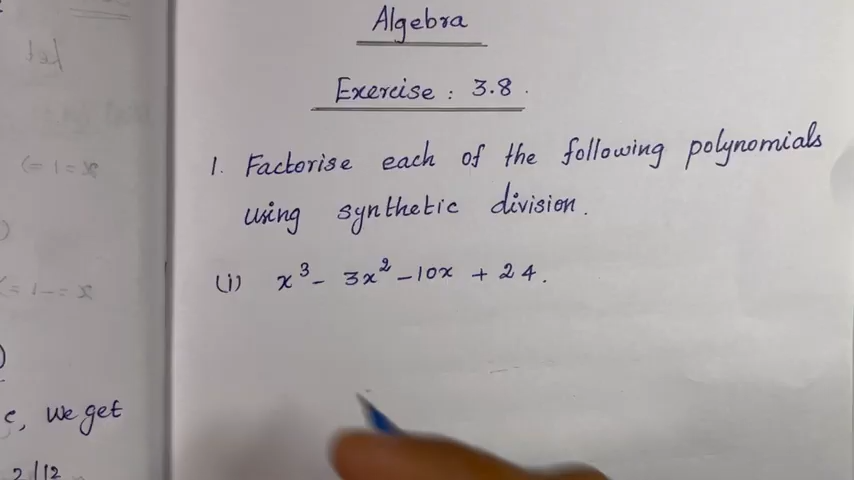 Algebra
Exercise : 3.8.
1. Factorise each of the following polynomials
using synthetic division.
(i) x³ - 3x² - 10x + 24.
c, we get